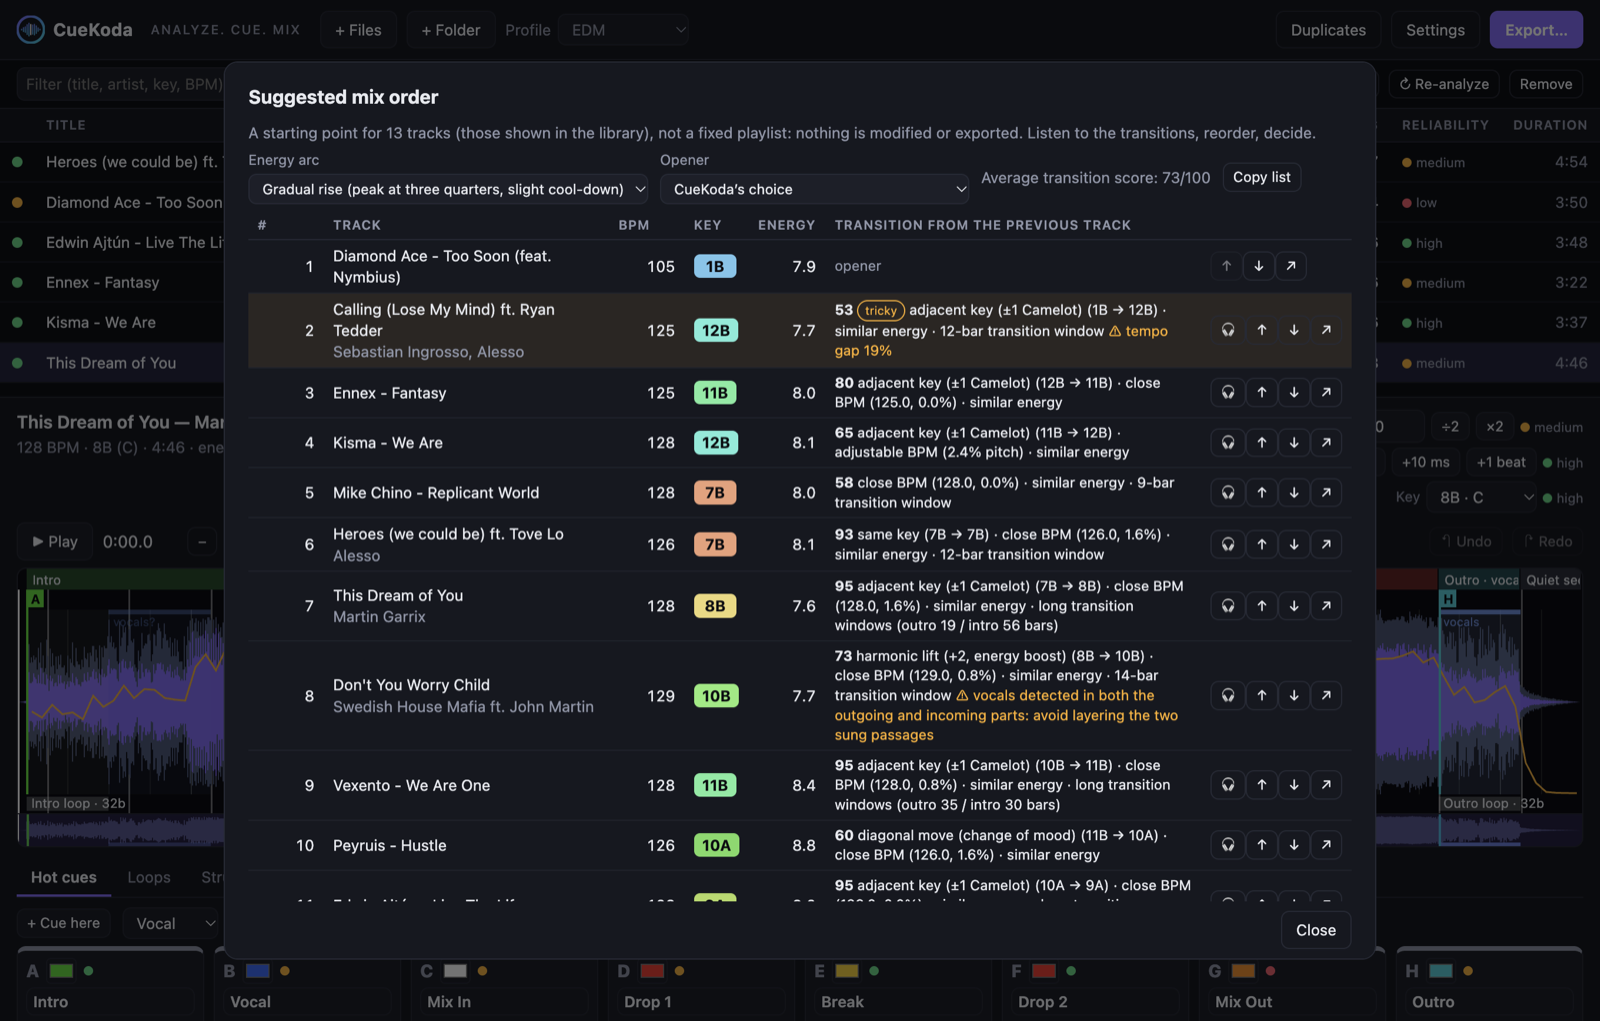 CueKoda ANALYZE. CUE. MIX + Files + Folder Profile EDM Duplicates Settings Export...
Filter (title, artist, key, BPM) Re-analyze Remove
TITLE RELIABILITY DURATION
Heroes (we could be) ft. medium 4:54
Diamond Ace - Too Soon low 3:50
Edwin Ajtún - Live The Li high 3:48
Ennex - Fantasy medium 3:22
Kisma - We Are high 3:37
This Dream of You medium 4:46
This Dream of You — Mar
128 BPM · 8B (C) · 4:46 · ene
÷2 ×2 medium
+10 ms +1 beat high
Key 8B · C high
Play 0:00.0 − Undo Redo
Intro Outro · voca Quiet se
A H
vocals? vocals
Intro loop · 32b Outro loop · 32b
Hot cues Loops Str
+ Cue here Vocal
A B C D E F G H
Intro Vocal Mix In Drop 1 Break Drop 2 Mix Out Outro
Suggested mix order
A starting point for 13 tracks (those shown in the library), not a fixed playlist: nothing is modified or exported. Listen to the transitions, reorder, decide.
Energy arc Opener
Gradual rise (peak at three quarters, slight cool-down) CueKoda's choice Average transition score: 73/100 Copy list
# TRACK BPM KEY ENERGY TRANSITION FROM THE PREVIOUS TRACK
1 Diamond Ace - Too Soon (feat.
Nymbius) 105 1B 7.9 opener
2 Calling (Lose My Mind) ft. Ryan
Tedder
Sebastian Ingrosso, Alesso 125 12B 7.7
53 tricky adjacent key (±1 Camelot) (1B → 12B) ·
similar energy · 12-bar transition window ⚠ tempo
gap 19%
3 Ennex - Fantasy 125 11B 8.0
80 adjacent key (±1 Camelot) (12B → 11B) · close
BPM (125.0, 0.0%) · similar energy
4 Kisma - We Are 128 12B 8.1
65 adjacent key (±1 Camelot) (11B → 12B) ·
adjustable BPM (2.4% pitch) · similar energy
5 Mike Chino - Replicant World 128 7B 8.0
58 close BPM (128.0, 0.0%) · similar energy · 9-bar
transition window
6 Heroes (we could be) ft. Tove Lo
Alesso 126 7B 8.1
93 same key (7B → 7B) · close BPM (126.0, 1.6%) ·
similar energy · 12-bar transition window
7 This Dream of You
Martin Garrix 128 8B 7.6
95 adjacent key (±1 Camelot) (7B → 8B) · close BPM
(128.0, 1.6%) · similar energy · long transition
windows (outro 19 / intro 56 bars)
8 Don't You Worry Child
Swedish House Mafia ft. John Martin 129 10B 7.7
73 harmonic lift (+2, energy boost) (8B → 10B) ·
close BPM (129.0, 0.8%) · similar energy · 14-bar
transition window ⚠ vocals detected in both the
outgoing and incoming parts: avoid layering the two
sung passages
9 Vexento - We Are One 128 11B 8.4
95 adjacent key (±1 Camelot) (10B → 11B) · close
BPM (128.0, 0.8%) · similar energy · long transition
windows (outro 35 / intro 30 bars)
10 Peyruis - Hustle 126 10A 8.8
60 diagonal move (change of mood) (11B → 10A) ·
close BPM (126.0, 1.6%) · similar energy
95 adjacent key (±1 Camelot) (10A → 9A) · close BPM
Close